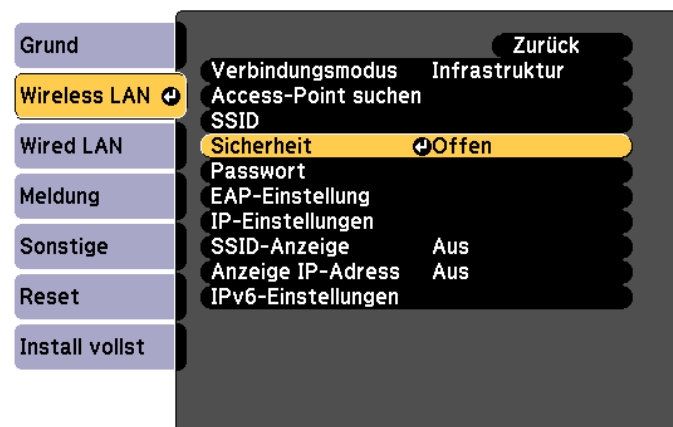 Grund
Wireless LAN
Wired LAN
Meldung
Sonstige
Reset
Install vollst
Zurück
Verbindungsmodus Infrastruktur
Access-Point suchen
SSID
Sicherheit Offen
Passwort
EAP-Einstellung
IP-Einstellungen
SSID-Anzeige Aus
Anzeige IP-Adress Aus
IPv6-Einstellungen